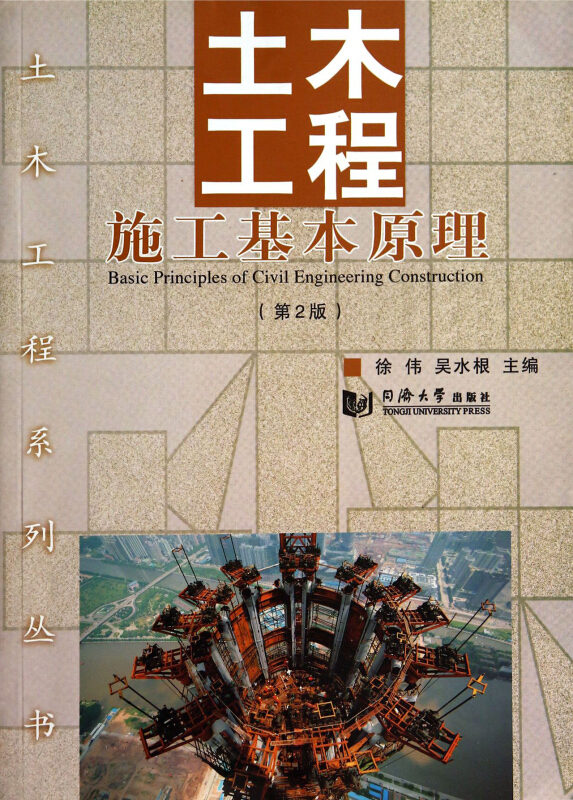 土木
工程
施工基本原理
Basic Principles of Civil Engineering Construction
(第2版)
徐 伟 吴水根 主编
同济大学出版社
TONGJI UNIVERSITY PRESS
土木工程系列丛书